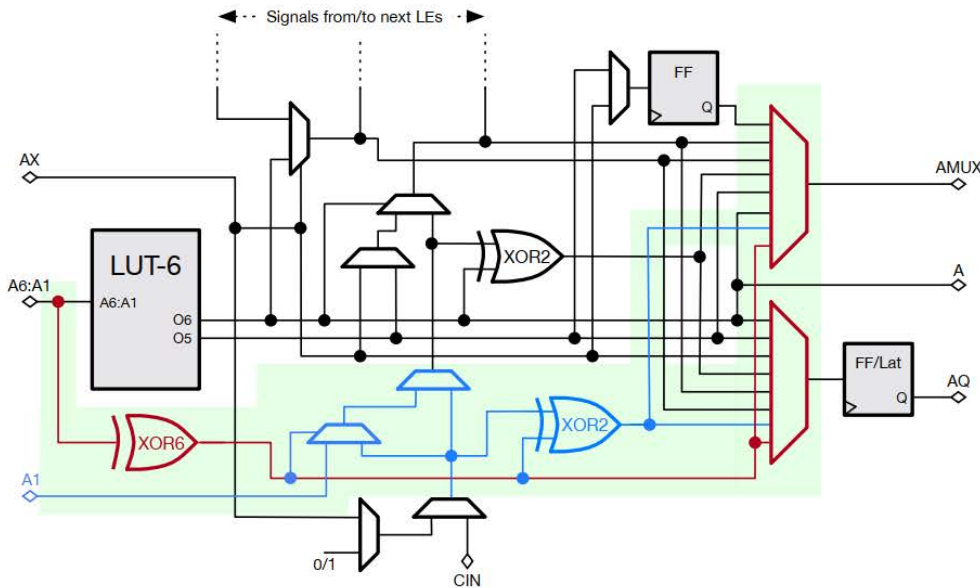 Signals from/to next LEs
FF
Q
AX
AMUX
LUT-6
XOR2
A6:A1
A6:A1
A
O6
O5
FF/Lat
Q
AQ
XOR6
XOR2
A1
0/1
CIN